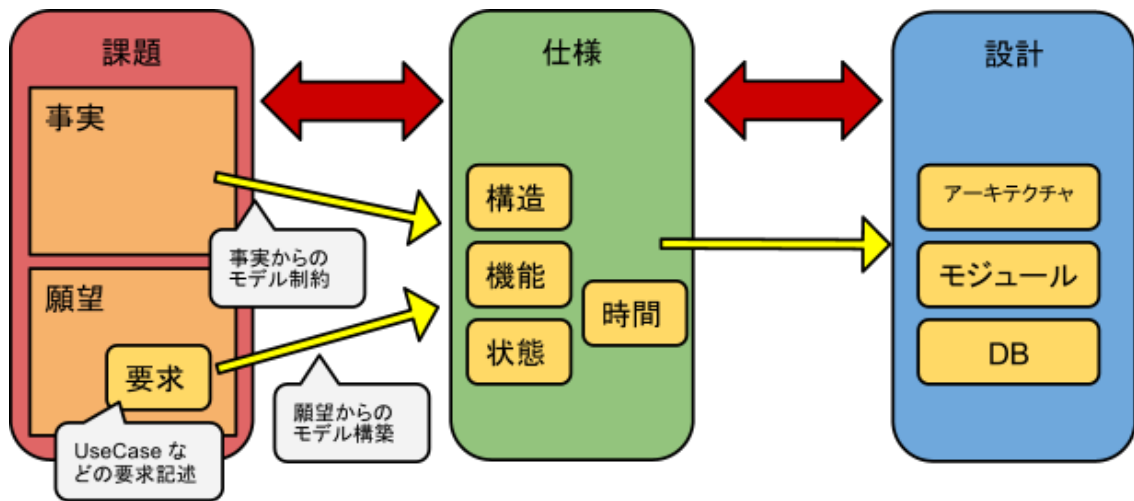 課題
事実
事実からの
モデル制約
願望
要求
UseCase な
どの要求記述
願望からの
モデル構築
仕様
構造
機能
状態
時間
設計
アーキテクチャ
モジュール
DB